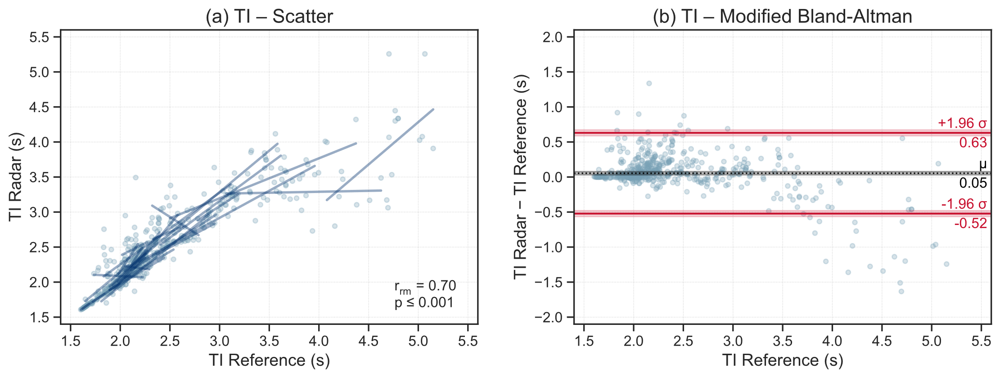 (a) TI – Scatter
5.5
5.0
4.5
4.0
3.5
3.0
2.5
2.0
1.5
TI Radar (s)
r_rm = 0.70
p ≤ 0.001
1.5 2.0 2.5 3.0 3.5 4.0 4.5 5.0 5.5
TI Reference (s)
(b) TI – Modified Bland-Altman
2.0
1.5
1.0
0.5
0.0
−0.5
−1.0
−1.5
−2.0
TI Radar – TI Reference (s)
+1.96 σ
0.63
μ
0.05
-1.96 σ
-0.52
1.5 2.0 2.5 3.0 3.5 4.0 4.5 5.0 5.5
TI Reference (s)